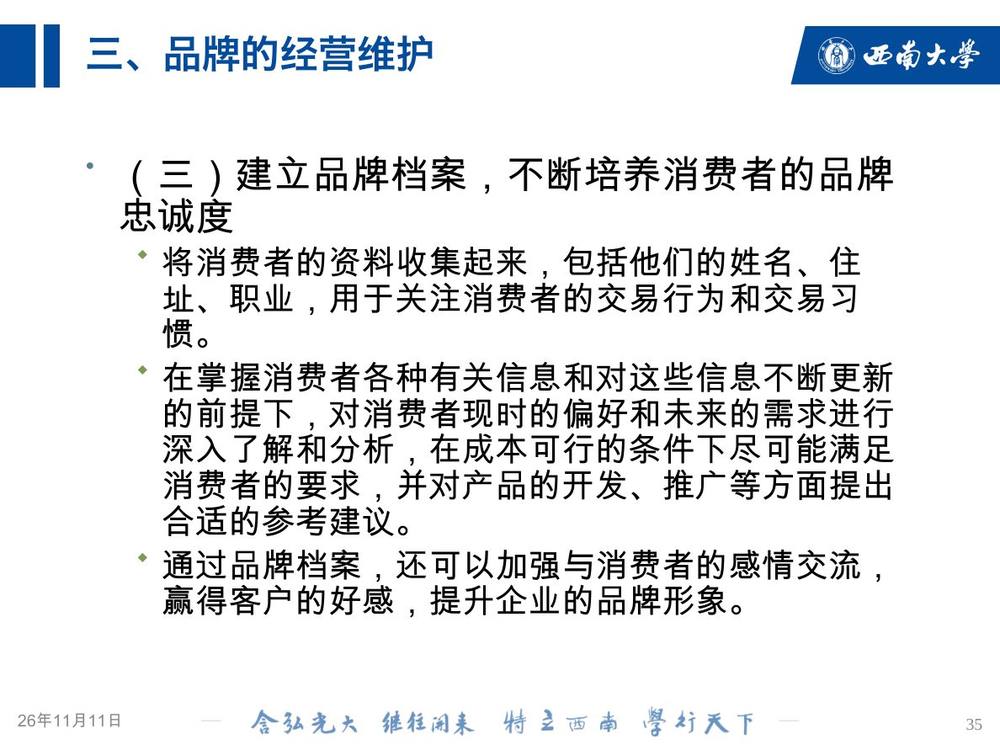 三、品牌的经营维护
西南大学
（三）建立品牌档案，不断培养消费者的品牌
忠诚度
将消费者的资料收集起来，包括他们的姓名、住
址、职业，用于关注消费者的交易行为和交易习
惯。
在掌握消费者各种有关信息和对这些信息不断更新
的前提下，对消费者现时的偏好和未来的需求进行
深入了解和分析，在成本可行的条件下尽可能满足
消费者的要求，并对产品的开发、推广等方面提出
合适的参考建议。
通过品牌档案，还可以加强与消费者的感情交流，
赢得客户的好感，提升企业的品牌形象。
26年11月11日
含弘光大 继往开来 特立西南 學行天下
35